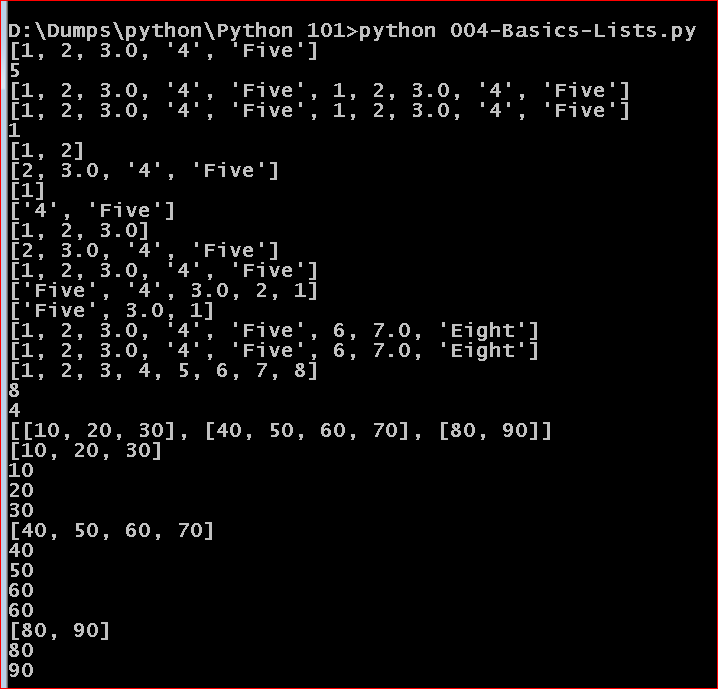 D:\Dumps\python\Python 101>python 004-Basics-Lists.py
[1, 2, 3.0, '4', 'Five']
5
[1, 2, 3.0, '4', 'Five', 1, 2, 3.0, '4', 'Five']
[1, 2, 3.0, '4', 'Five', 1, 2, 3.0, '4', 'Five']
1
[1, 2]
[2, 3.0, '4', 'Five']
[1]
['4', 'Five']
[1, 2, 3.0]
[2, 3.0, '4', 'Five']
[1, 2, 3.0, '4', 'Five']
['Five', '4', 3.0, 2, 1]
['Five', 3.0, 1]
[1, 2, 3.0, '4', 'Five', 6, 7.0, 'Eight']
[1, 2, 3.0, '4', 'Five', 6, 7.0, 'Eight']
[1, 2, 3, 4, 5, 6, 7, 8]
8
4
[[10, 20, 30], [40, 50, 60, 70], [80, 90]]
[10, 20, 30]
10
20
30
[40, 50, 60, 70]
40
50
60
60
[80, 90]
80
90